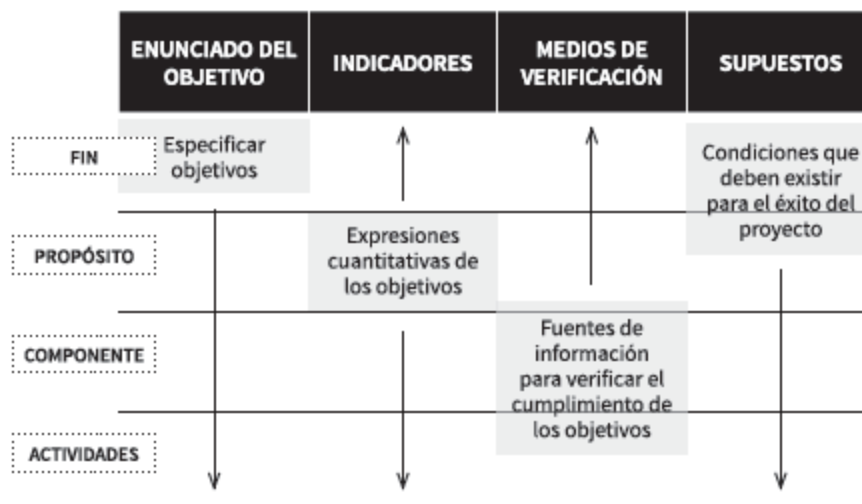 ENUNCIADO DEL
OBJETIVO
INDICADORES
MEDIOS DE
VERIFICACIÓN
SUPUESTOS
FIN
Especificar
objetivos
Condiciones que
deben existir
para el éxito del
proyecto
PROPÓSITO
Expresiones
cuantitativas de
los objetivos
COMPONENTE
Fuentes de
información
para verificar el
cumplimiento de
los objetivos
ACTIVIDADES